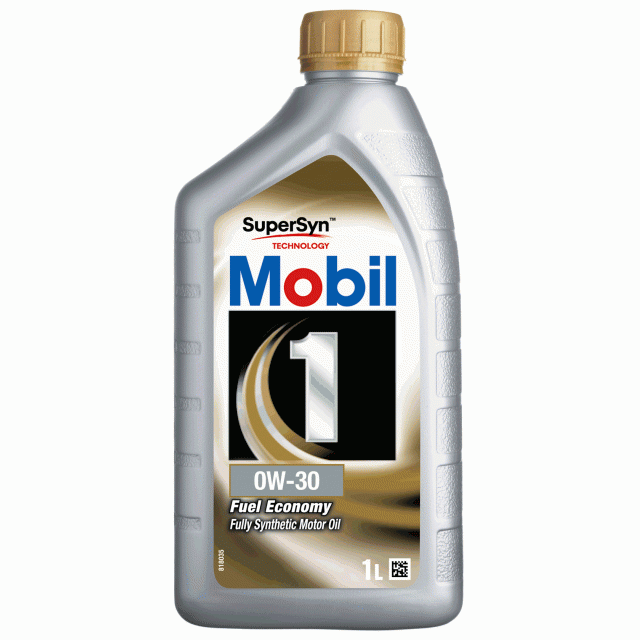 SuperSyn™
TECHNOLOGY
Mobil
1
0W-30
Fuel Economy
Fully Synthetic Motor Oil
1L
818035